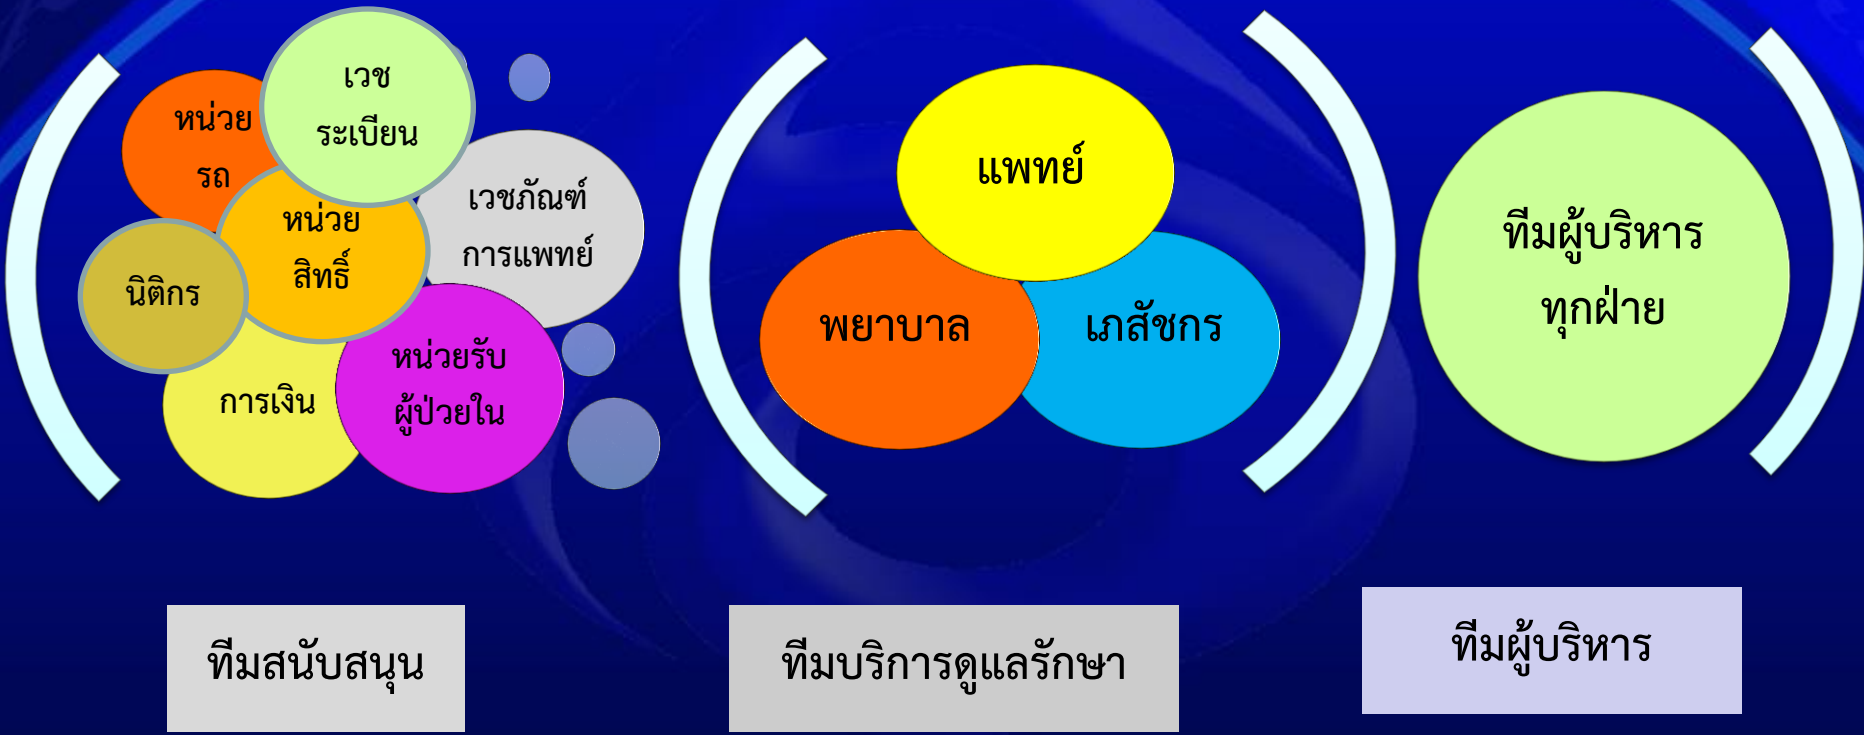 เวช
ระเบียน
หน่วย
รถ
หน่วย
สิทธิ์
เวชภัณฑ์
การแพทย์
นิติกร
การเงิน
หน่วยรับ
ผู้ป่วยใน
แพทย์
พยาบาล
เภสัชกร
ทีมผู้บริหาร
ทุกฝ่าย
ทีมสนับสนุน
ทีมบริการดูแลรักษา
ทีมผู้บริหาร